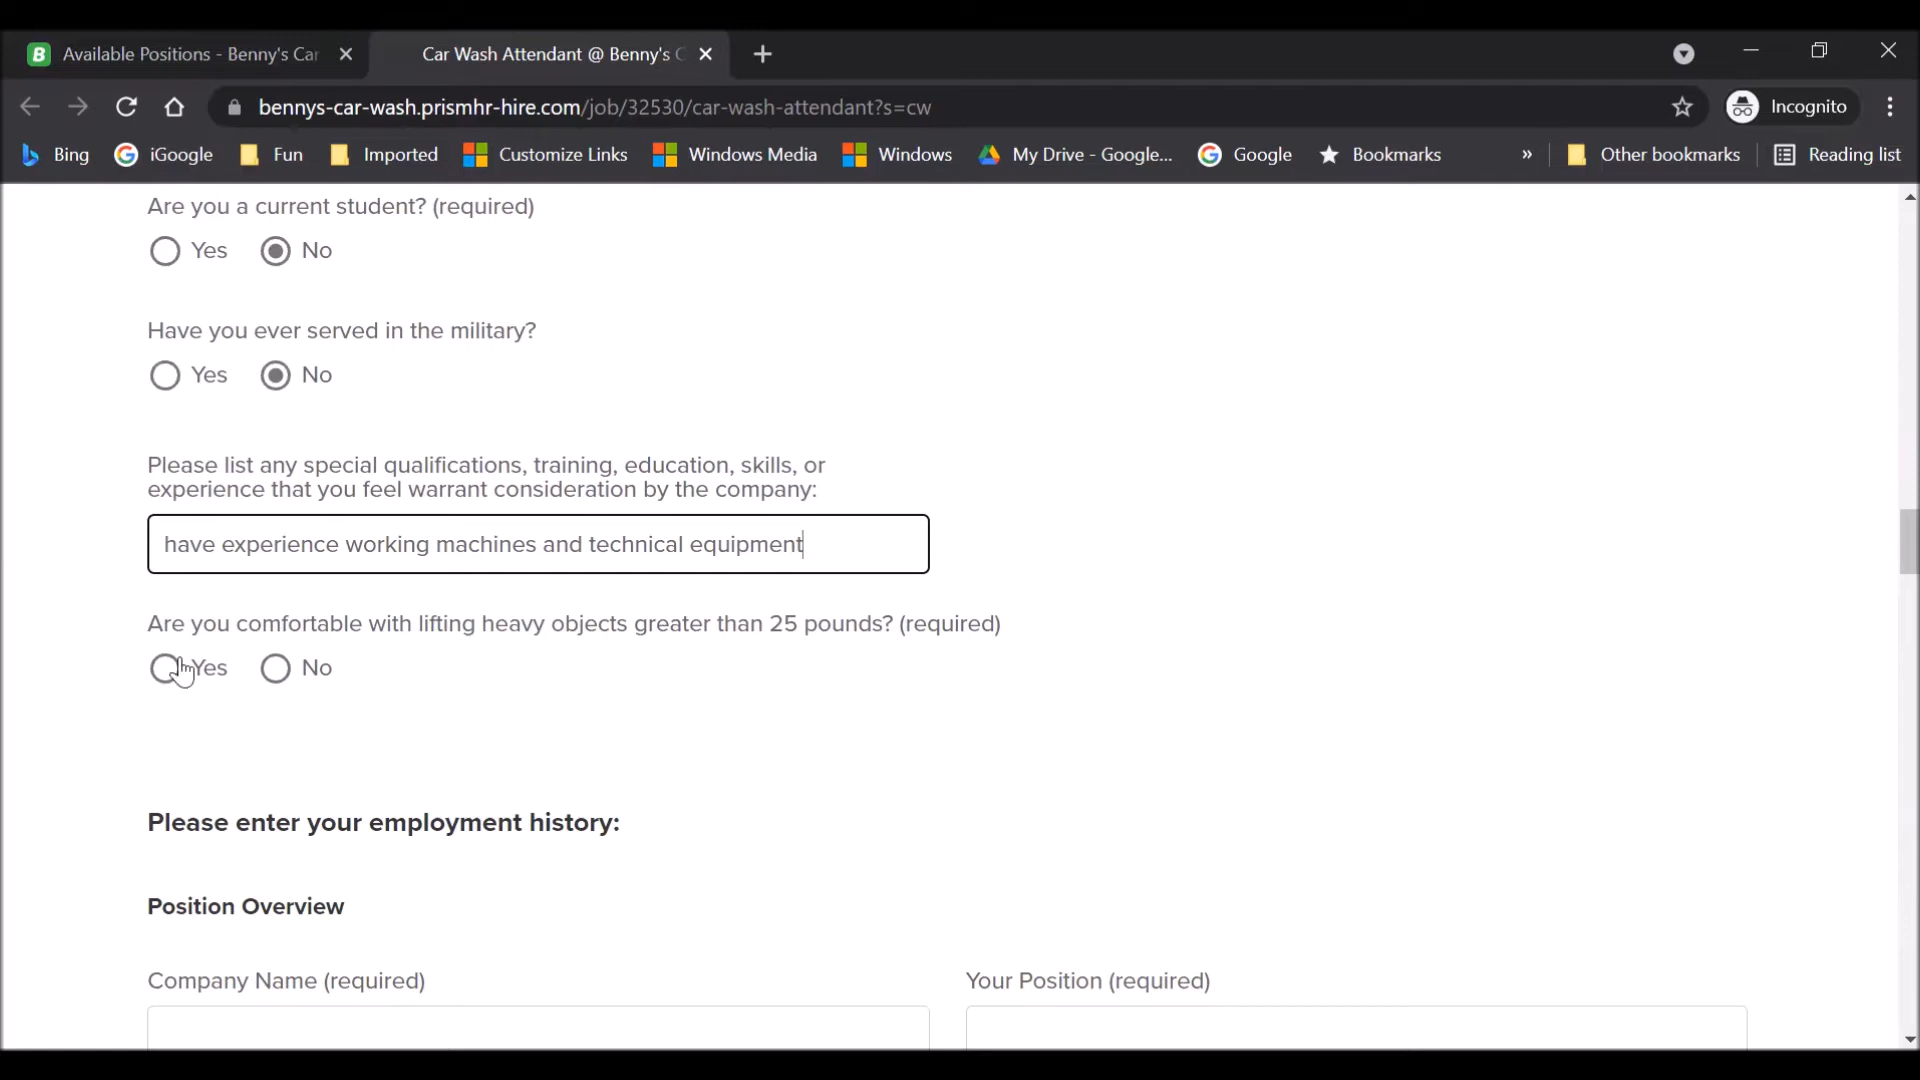 Available Positions - Benny's Car
Car Wash Attendant @ Benny's C
bennys-car-wash.prismhr-hire.com/job/32530/car-wash-attendant?s=cw
Incognito
Bing
iGoogle
Fun
Imported
Customize Links
Windows Media
Windows
My Drive - Google...
Google
Bookmarks
»
Other bookmarks
Reading list
Are you a current student? (required)
Yes No
Have you ever served in the military?
Yes No
Please list any special qualifications, training, education, skills, or
experience that you feel warrant consideration by the company:
have experience working machines and technical equipment
Are you comfortable with lifting heavy objects greater than 25 pounds? (required)
Yes No
Please enter your employment history:
Position Overview
Company Name (required)
Your Position (required)